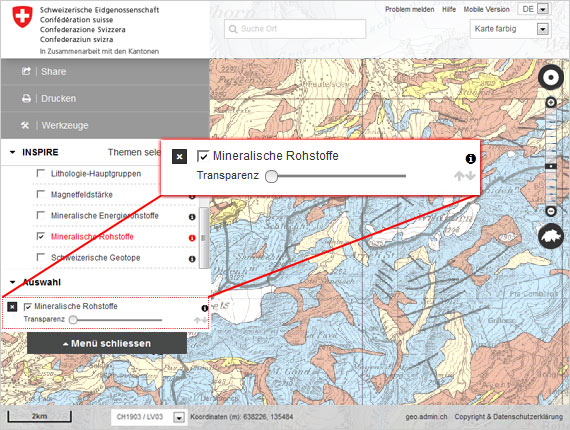 Schweizerische Eidgenossenschaft
Confédération suisse
Confederazione Svizzera
Confederaziun svizra
In Zusammenarbeit mit den Kantonen
Problem melden Hilfe Mobile Version DE
Suche Ort
Karte farbig
Share
Drucken
Werkzeuge
INSPIRE Themen sele
Lithologie-Hauptgruppen
Magnetfeldstärke
Mineralische Energierohstoffe
Mineralische Rohstoffe
Schweizerische Geotope
Auswahl
Mineralische Rohstoffe
Transparenz
Menü schliessen
Mineralische Rohstoffe
Transparenz
2km
CH1903 / LV03 Koordinaten (m): 638226, 135484
geo.admin.ch Copyright & Datenschutzerklärung